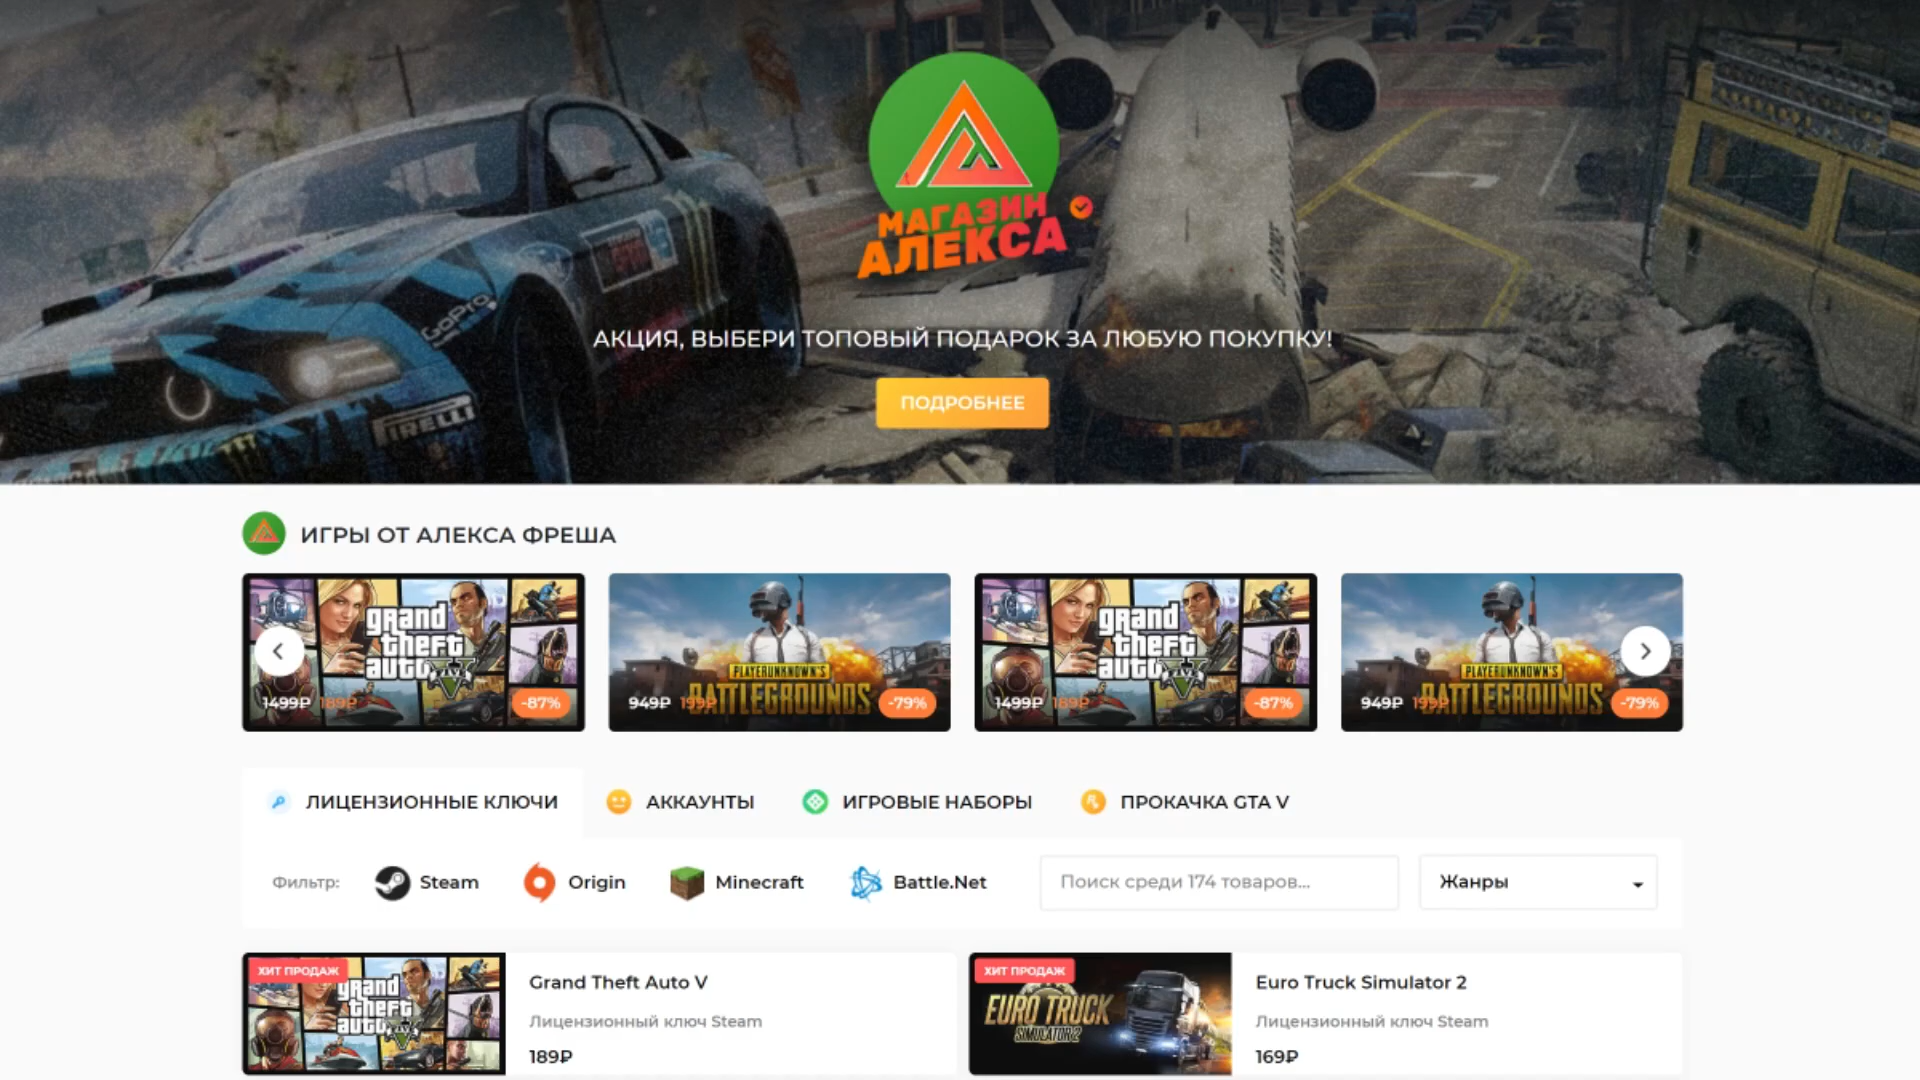 МАГАЗИН
АЛЕКСА
GoPro
PIRELLI
АКЦИЯ, ВЫБЕРИ ТОПОВЫЙ ПОДАРОК ЗА ЛЮБУЮ ПОКУПКУ!
ПОДРОБНЕЕ
ИГРЫ ОТ АЛЕКСА ФРЕША
grand
theft
auto
V
1499₽ 189₽ -87%
PLAYERUNKNOWN'S
BATTLEGROUNDS
949₽ 199₽ -79%
grand
theft
auto
V
1499₽ 189₽ -87%
PLAYERUNKNOWN'S
BATTLEGROUNDS
949₽ 199₽ -79%
ЛИЦЕНЗИОННЫЕ КЛЮЧИ АККАУНТЫ ИГРОВЫЕ НАБОРЫ ПРОКАЧКА GTA V
Фильтр: Steam Origin Minecraft Battle.Net Поиск среди 174 товаров... Жанры
ХИТ ПРОДАЖ
grand
theft
auto
V
Grand Theft Auto V
Лицензионный ключ Steam
189₽
ХИТ ПРОДАЖ
EURO TRUCK
SIMULATOR 2
Euro Truck Simulator 2
Лицензионный ключ Steam
169₽